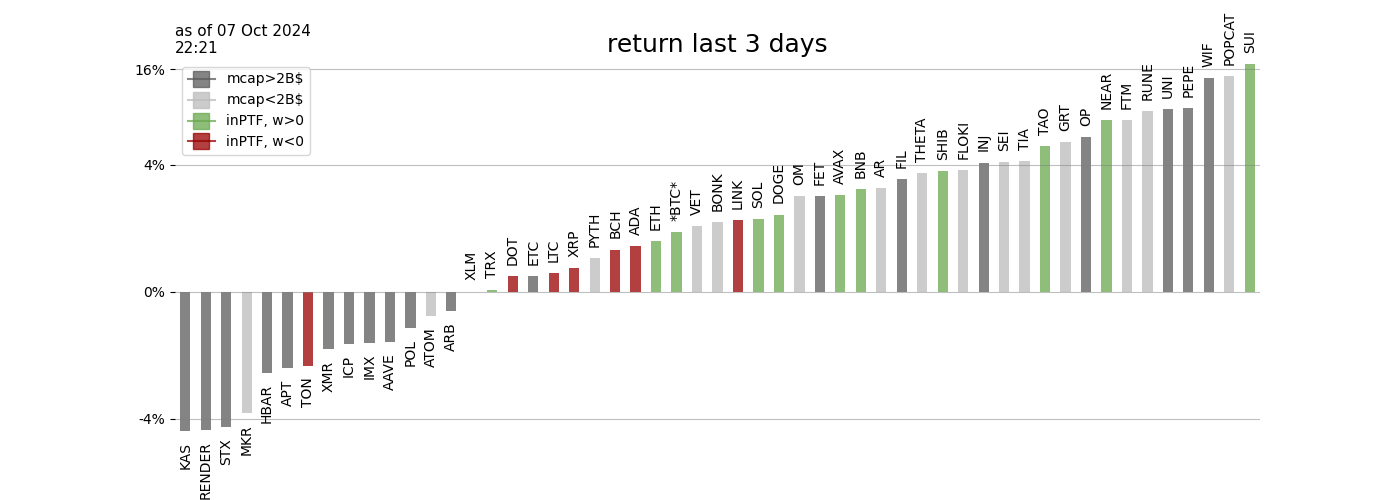 as of 07 Oct 2024
22:21
return last 3 days
16%
4%
0%
-4%
mcap>2B$
mcap<2B$
inPTF, w>0
inPTF, w<0
KAS
RENDER
STX
MKR
HBAR
APT
TON
XMR
ICP
IMX
AAVE
POL
ATOM
ARB
XLM
TRX
DOT
ETC
LTC
XRP
PYTH
BCH
ADA
ETH
*BTC*
VET
BONK
LINK
SOL
DOGE
OM
FET
AVAX
BNB
AR
FIL
THETA
SHIB
FLOKI
INJ
SEI
TIA
TAO
GRT
OP
NEAR
FTM
RUNE
UNI
PEPE
WIF
POPCAT
SUI